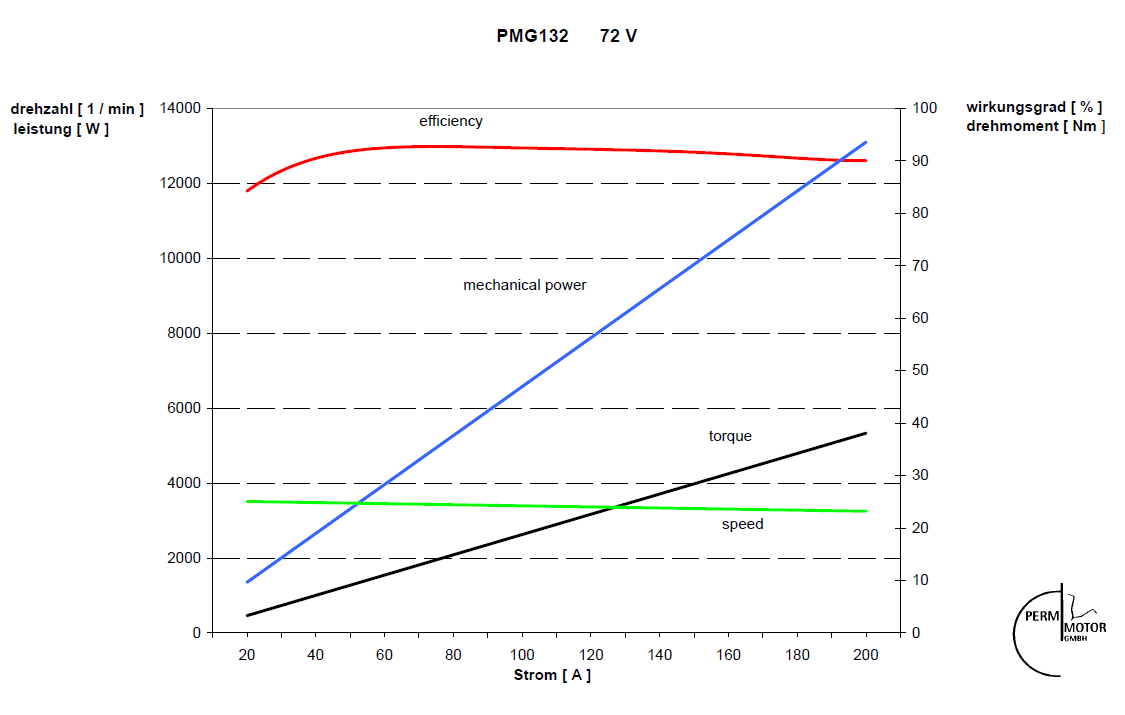 PMG132 72 V
drehzahl [ 1 / min ]
leistung [ W ]
wirkungsgrad [ % ]
drehmoment [ Nm ]
14000
12000
10000
8000
6000
4000
2000
0
100
90
80
70
60
50
40
30
20
10
0
efficiency
mechanical power
torque
speed
20 40 60 80 100 120 140 160 180 200
Strom [ A ]
PERM
MOTOR
GMBH